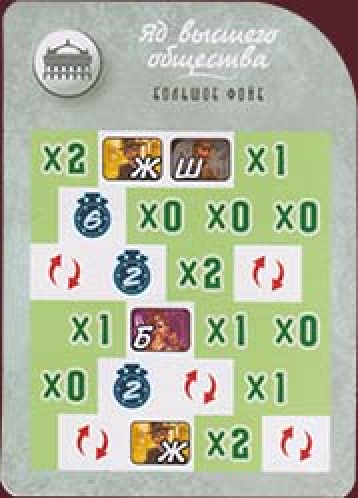 Яд высшего
общества
БОЛЬШОЕ ФОЙЕ
X2 Ж Ш X1
6 X0 X0 X0
2 X2
X1 Б X1 X0
X0 2 X1
Ж X2